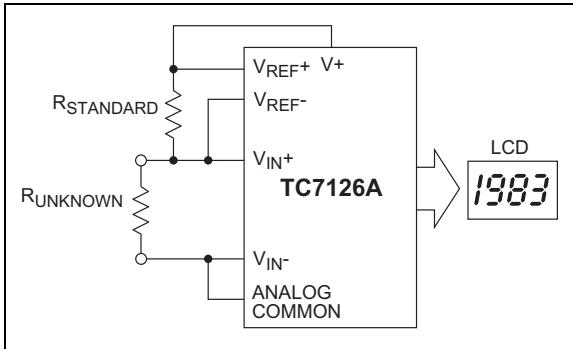 VREF+ V+
RSTANDARD
VREF-
VIN+
LCD
TC7126A
1983
RUNKNOWN
VIN-
ANALOG
COMMON